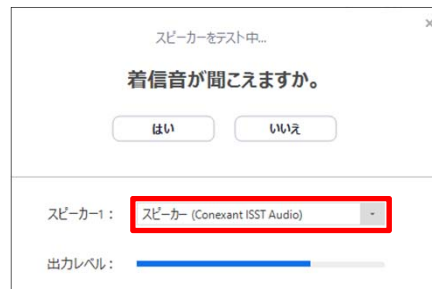 スピーカーをテスト中...
着信音が聞こえますか。
はい いいえ
スピーカー1： スピーカー (Conexant ISST Audio)
出力レベル：